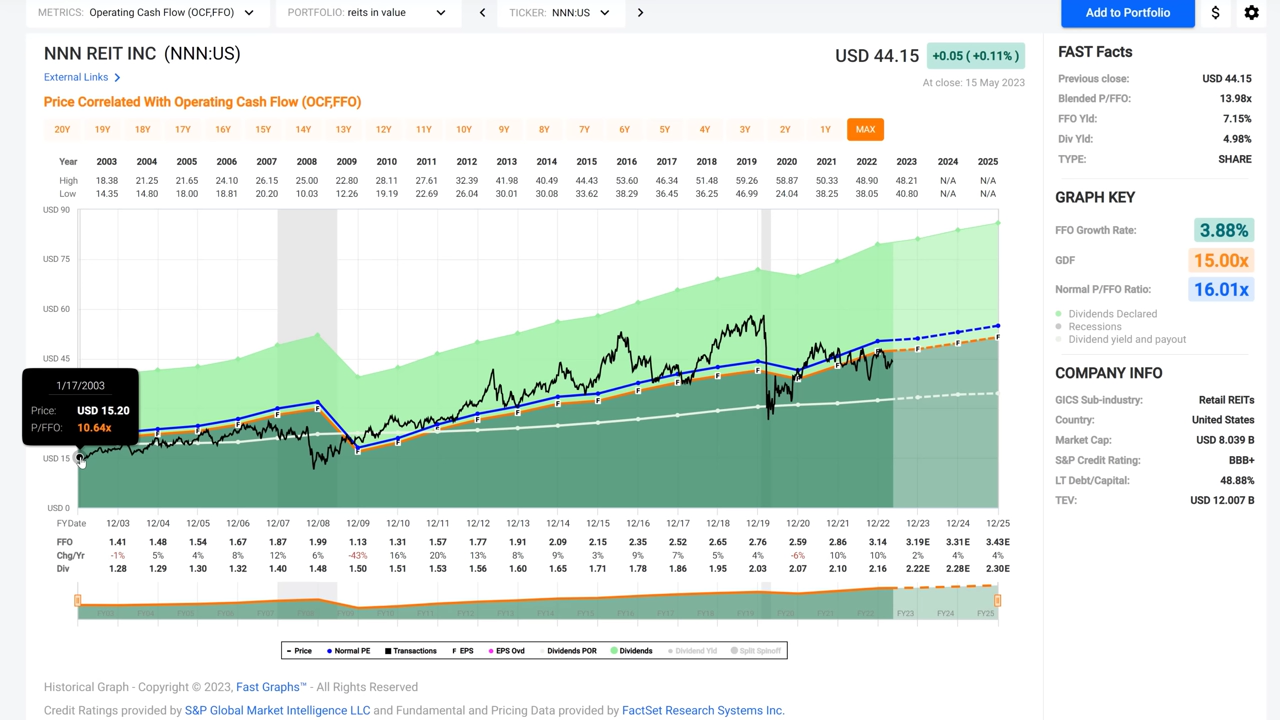 METRICS: Operating Cash Flow (OCF,FFO) PORTFOLIO: reits in value TICKER: NNN:US Add to Portfolio $
NNN REIT INC (NNN:US) USD 44.15 +0.05 ( +0.11% )
External Links At close: 15 May 2023
Price Correlated With Operating Cash Flow (OCF,FFO)
20Y 19Y 18Y 17Y 16Y 15Y 14Y 13Y 12Y 11Y 10Y 9Y 8Y 7Y 6Y 5Y 4Y 3Y 2Y 1Y MAX
Year 2003 2004 2005 2006 2007 2008 2009 2010 2011 2012 2013 2014 2015 2016 2017 2018 2019 2020 2021 2022 2023 2024 2025
High 18.38 21.25 21.65 24.10 26.15 25.00 22.80 28.11 27.61 32.39 41.98 40.49 44.43 53.60 46.34 51.48 59.26 58.87 50.33 48.90 48.21 N/A N/A
Low 14.35 14.80 18.00 18.81 20.20 10.03 12.26 19.19 22.69 26.04 30.01 30.08 33.62 38.29 36.45 36.25 46.99 24.04 38.25 38.05 40.80 N/A N/A
USD 90
USD 75
USD 60
USD 45
1/17/2003
Price: USD 15.20
P/FFO: 10.64x
USD 15
USD 0
FYDate 12/03 12/04 12/05 12/06 12/07 12/08 12/09 12/10 12/11 12/12 12/13 12/14 12/15 12/16 12/17 12/18 12/19 12/20 12/21 12/22 12/23 12/24 12/25
FFO 1.41 1.48 1.54 1.67 1.87 1.99 1.13 1.31 1.57 1.77 1.91 2.09 2.15 2.35 2.52 2.65 2.76 2.59 2.86 3.14 3.19E 3.31E 3.43E
Chg/Yr -1% 5% 4% 8% 12% 6% -43% 16% 20% 13% 8% 9% 3% 9% 7% 5% 4% -6% 10% 10% 2% 4% 4%
Div 1.28 1.29 1.30 1.32 1.40 1.48 1.50 1.51 1.53 1.56 1.60 1.65 1.71 1.78 1.86 1.95 2.03 2.07 2.10 2.16 2.22E 2.28E 2.30E
FY03 FY04 FY05 FY06 FY07 FY08 FY09 FY10 FY11 FY12 FY13 FY14 FY15 FY16 FY17 FY18 FY19 FY20 FY21 FY22 FY23 FY24 FY25
Price Normal PE Transactions F EPS EPS Ovd Dividends POR Dividends Dividend Yld Split Spinoff
Historical Graph - Copyright © 2023, Fast Graphs™ - All Rights Reserved
Credit Ratings provided by S&P Global Market Intelligence LLC and Fundamental and Pricing Data provided by FactSet Research Systems Inc.
FAST Facts
Previous close: USD 44.15
Blended P/FFO: 13.98x
FFO Yld: 7.15%
Div Yld: 4.98%
TYPE: SHARE
GRAPH KEY
FFO Growth Rate: 3.88%
GDF 15.00x
Normal P/FFO Ratio: 16.01x
Dividends Declared
Recessions
Dividend yield and payout
COMPANY INFO
GICS Sub-industry: Retail REITs
Country: United States
Market Cap: USD 8.039 B
S&P Credit Rating: BBB+
LT Debt/Capital: 48.88%
TEV: USD 12.007 B